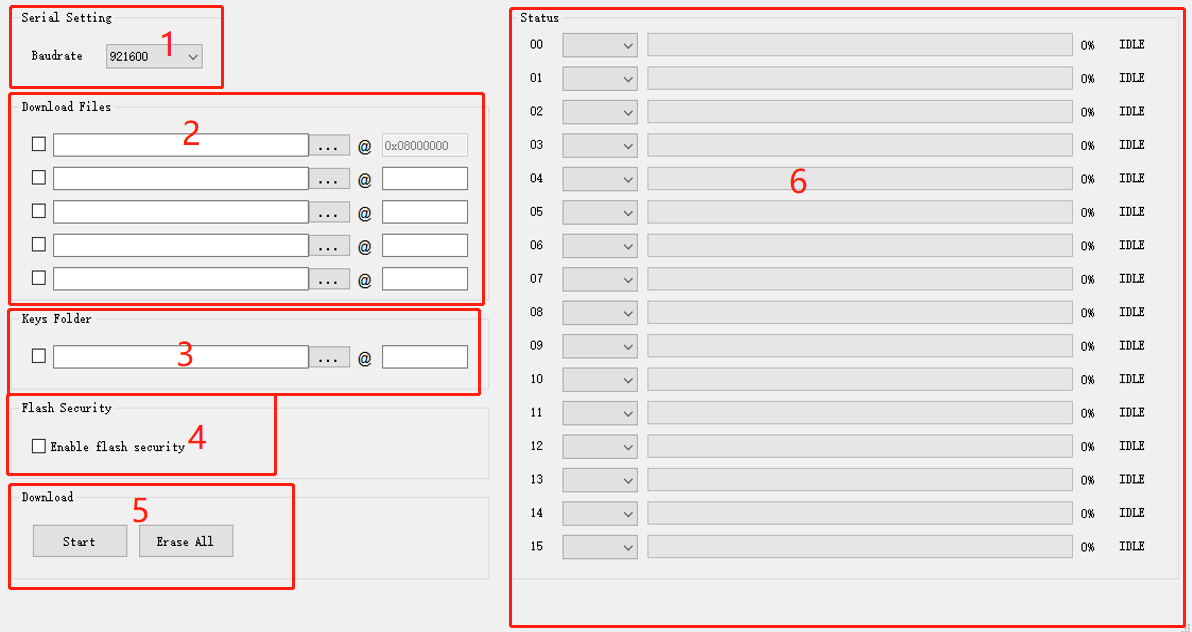 Serial Setting
1
Baudrate 921600
Download Files
2
... @ 0x08000000
... @
... @
... @
... @
Keys Folder
3
... @
Flash Security
4
Enable flash security
Download
5
Start Erase All
Status
00 0% IDLE
01 0% IDLE
02 0% IDLE
03 0% IDLE
04 0% IDLE
6
05 0% IDLE
06 0% IDLE
07 0% IDLE
08 0% IDLE
09 0% IDLE
10 0% IDLE
11 0% IDLE
12 0% IDLE
13 0% IDLE
14 0% IDLE
15 0% IDLE